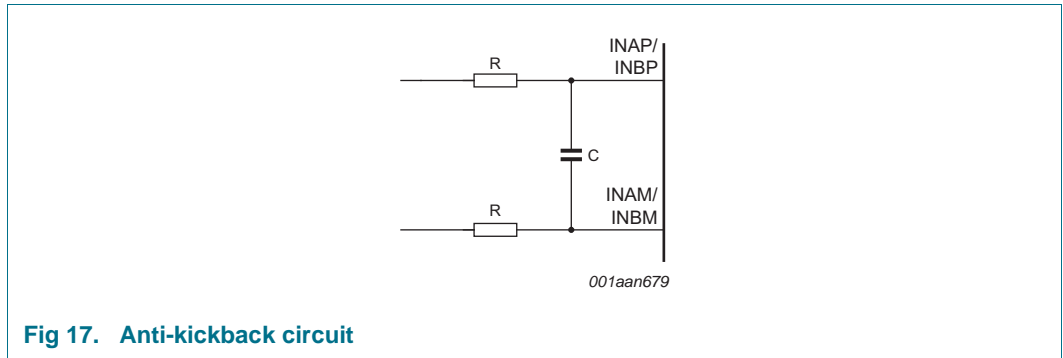 INAP/
INBP
R
C
INAM/
INBM
R
001aan679
Fig 17. Anti-kickback circuit